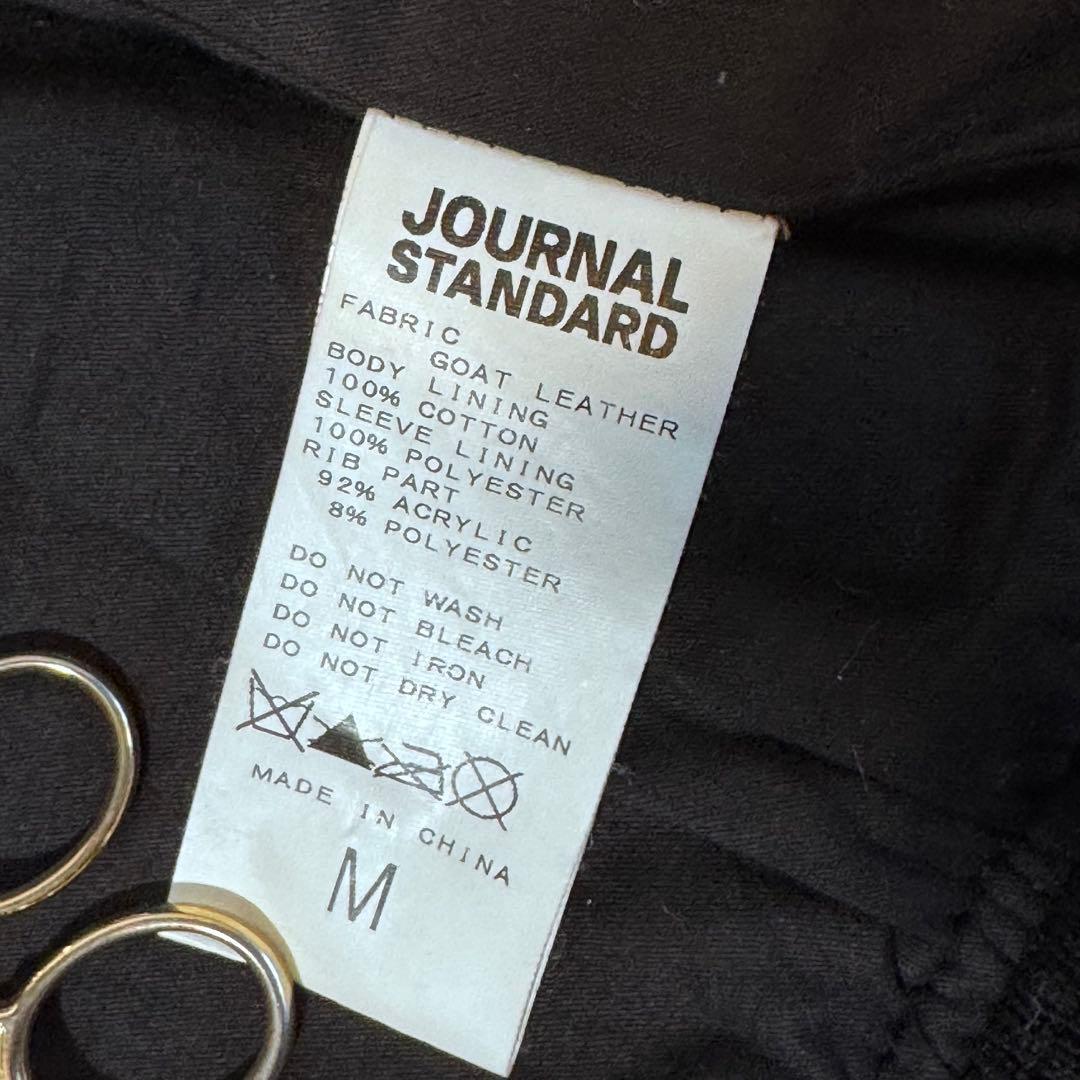 JOURNAL
STANDARD
FABRIC
GOAT LEATHER
BODY LINING
100% COTTON
SLEEVE LINING
100% POLYESTER
RIB PART
92% ACRYLIC
8% POLYESTER
DO NOT WASH
DO NOT BLEACH
DO NOT IRON
DO NOT DRY CLEAN
MADE IN CHINA
M